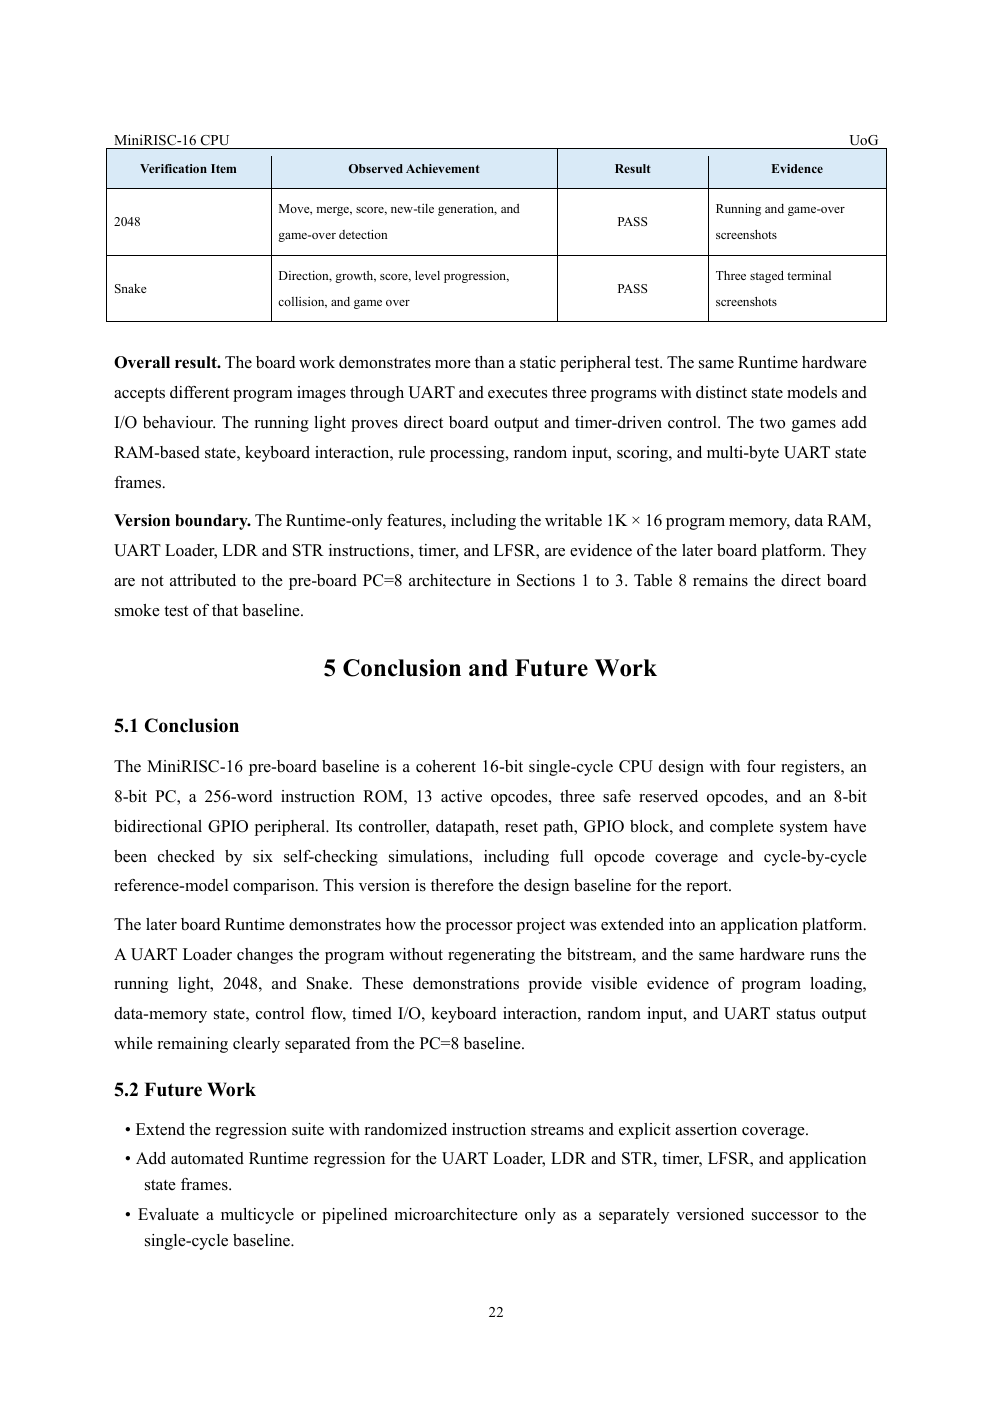 MiniRISC-16 CPU UoG
Verification Item Observed Achievement Result Evidence
2048 Move, merge, score, new-tile generation, and game-over detection PASS Running and game-over screenshots
Snake Direction, growth, score, level progression, collision, and game over PASS Three staged terminal screenshots
Overall result. The board work demonstrates more than a static peripheral test. The same Runtime hardware
accepts different program images through UART and executes three programs with distinct state models and
I/O behaviour. The running light proves direct board output and timer-driven control. The two games add
RAM-based state, keyboard interaction, rule processing, random input, scoring, and multi-byte UART state
frames.
Version boundary. The Runtime-only features, including the writable 1K × 16 program memory, data RAM,
UART Loader, LDR and STR instructions, timer, and LFSR, are evidence of the later board platform. They
are not attributed to the pre-board PC=8 architecture in Sections 1 to 3. Table 8 remains the direct board
smoke test of that baseline.
5 Conclusion and Future Work
5.1 Conclusion
The MiniRISC-16 pre-board baseline is a coherent 16-bit single-cycle CPU design with four registers, an
8-bit PC, a 256-word instruction ROM, 13 active opcodes, three safe reserved opcodes, and an 8-bit
bidirectional GPIO peripheral. Its controller, datapath, reset path, GPIO block, and complete system have
been checked by six self-checking simulations, including full opcode coverage and cycle-by-cycle
reference-model comparison. This version is therefore the design baseline for the report.
The later board Runtime demonstrates how the processor project was extended into an application platform.
A UART Loader changes the program without regenerating the bitstream, and the same hardware runs the
running light, 2048, and Snake. These demonstrations provide visible evidence of program loading,
data-memory state, control flow, timed I/O, keyboard interaction, random input, and UART status output
while remaining clearly separated from the PC=8 baseline.
5.2 Future Work
• Extend the regression suite with randomized instruction streams and explicit assertion coverage.
• Add automated Runtime regression for the UART Loader, LDR and STR, timer, LFSR, and application
state frames.
• Evaluate a multicycle or pipelined microarchitecture only as a separately versioned successor to the
single-cycle baseline.
22